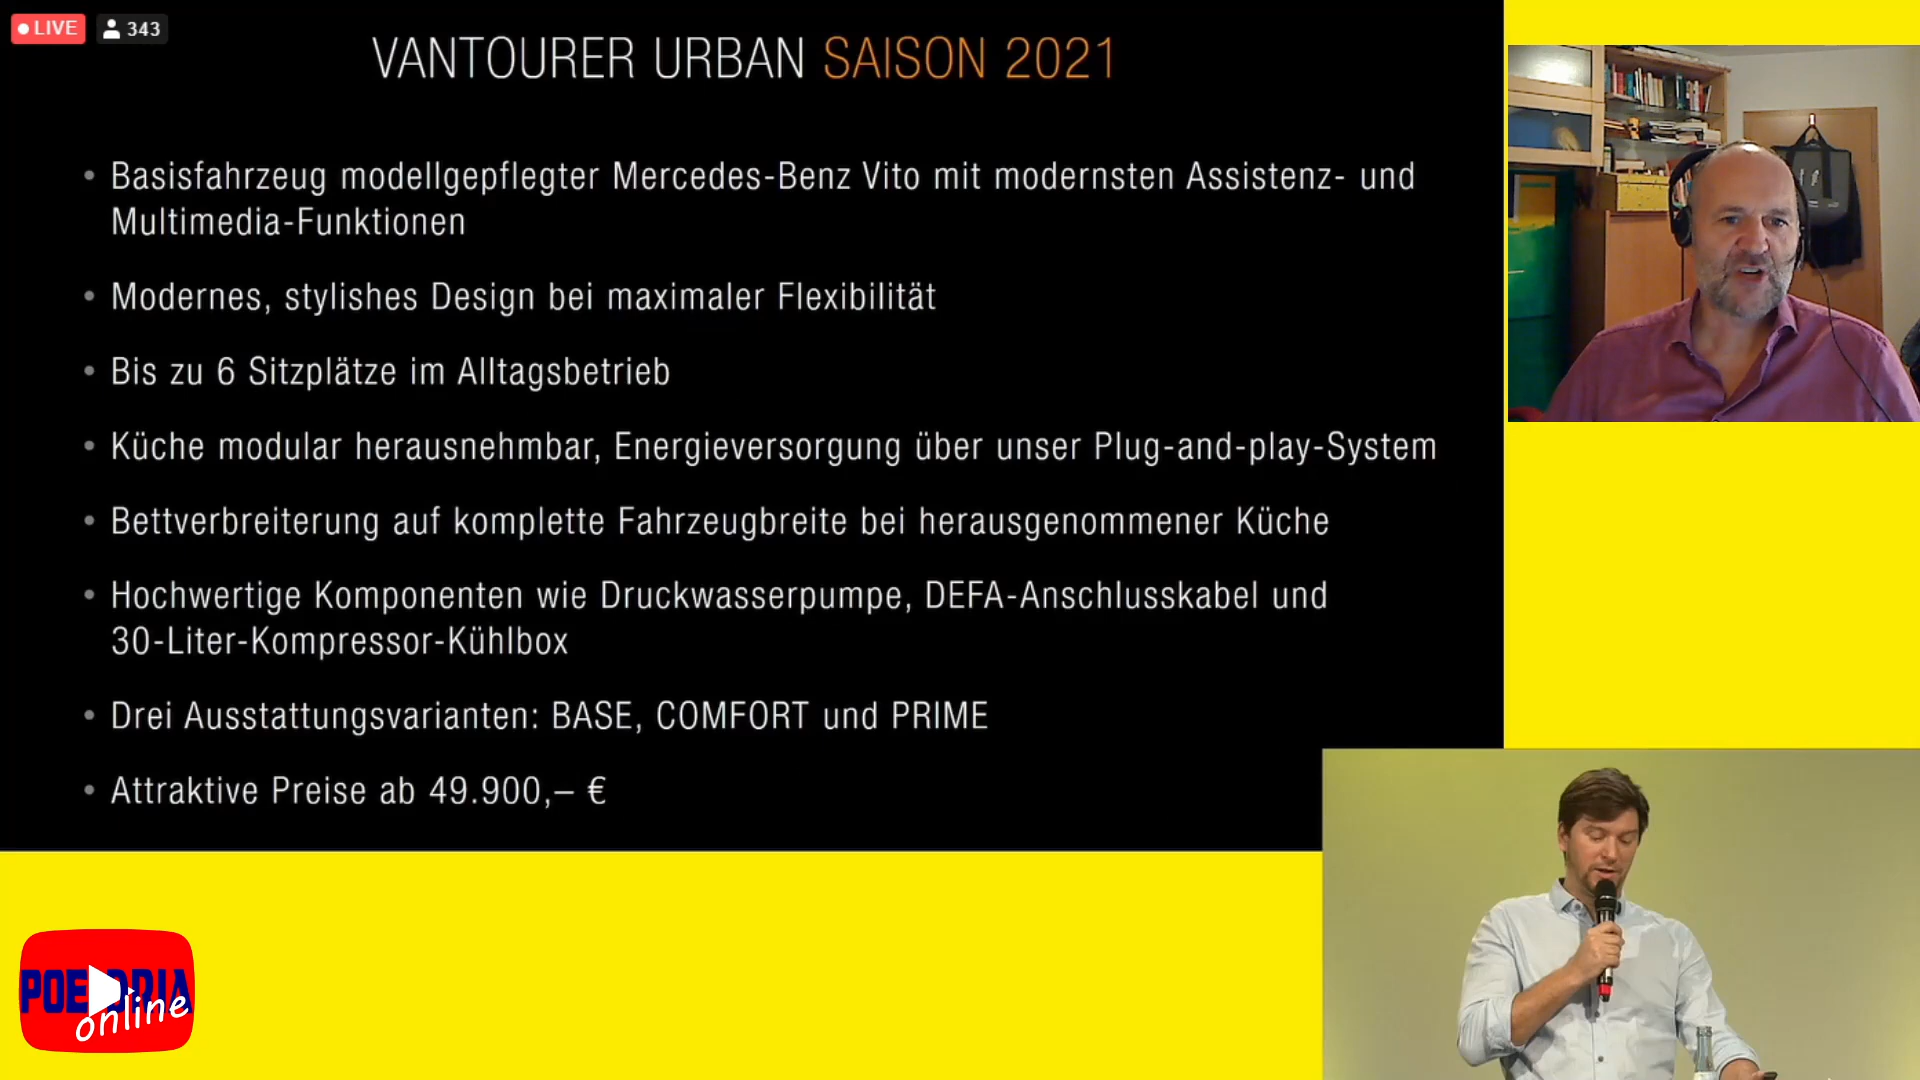 LIVE 343
VANTOURER URBAN SAISON 2021
• Basisfahrzeug modellgepflegter Mercedes-Benz Vito mit modernsten Assistenz- und
Multimedia-Funktionen
• Modernes, stylishes Design bei maximaler Flexibilität
• Bis zu 6 Sitzplätze im Alltagsbetrieb
• Küche modular herausnehmbar, Energieversorgung über unser Plug-and-play-System
• Bettverbreiterung auf komplette Fahrzeugbreite bei herausgenommener Küche
• Hochwertige Komponenten wie Druckwasserpumpe, DEFA-Anschlusskabel und
30-Liter-Kompressor-Kühlbox
• Drei Ausstattungsvarianten: BASE, COMFORT und PRIME
• Attraktive Preise ab 49.900,– €
online